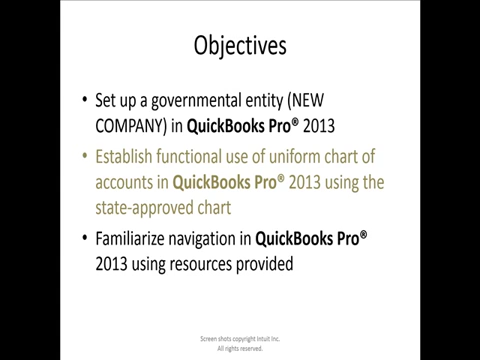 Objectives
• Set up a governmental entity (NEW
COMPANY) in QuickBooks Pro® 2013
• Establish functional use of uniform chart of
accounts in QuickBooks Pro® 2013 using the
state-approved chart
• Familiarize navigation in QuickBooks Pro®
2013 using resources provided
Screen shots copyright Intuit Inc.
All rights reserved.